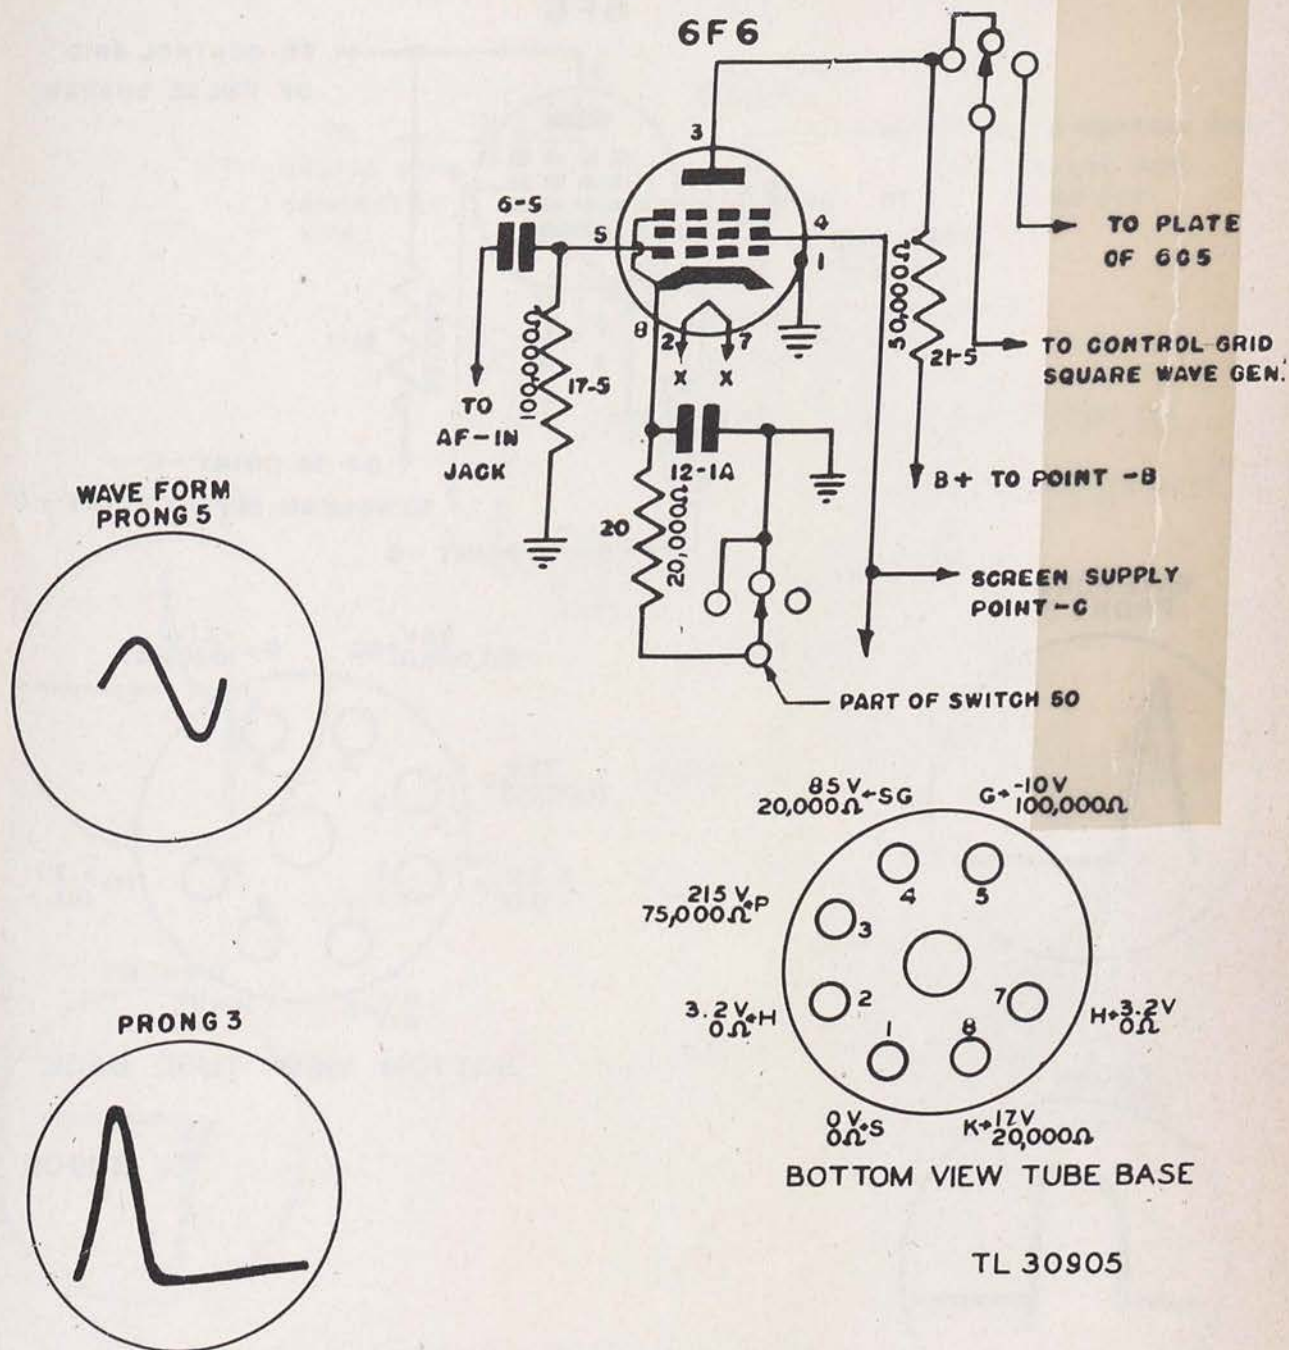 6F6
3
6-5
5
4
1
8
2
7
X X
TO
AF-IN
JACK
100,000Ω
17-5
12-1A
20
20,000Ω
50,000Ω
21-5
TO PLATE
OF 6C5
TO CONTROL GRID
SQUARE WAVE GEN.
B+ TO POINT -B
SCREEN SUPPLY
POINT-C
PART OF SWITCH 50
WAVE FORM
PRONG 5
PRONG 3
85 V SG
20,000Ω
G -10V
100,000Ω
215 V P
75,000Ω
3.2 V H
0Ω
H 3.2V
0Ω
0 V S
0Ω
K 17V
20,000Ω
4
5
3
2
7
1
8
BOTTOM VIEW TUBE BASE
TL 30905